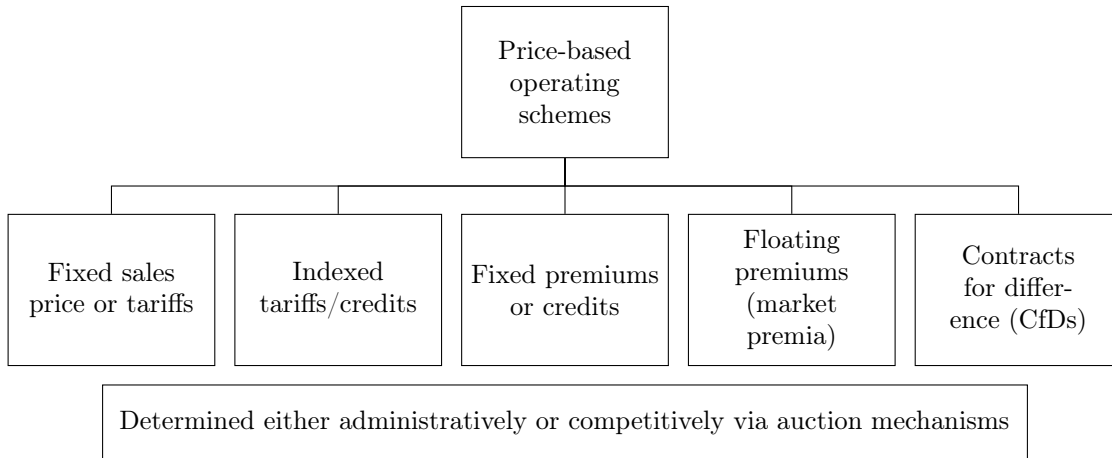 Price-based
operating
schemes
Fixed sales
price or tariffs
Indexed
tariffs/credits
Fixed premiums
or credits
Floating
premiums
(market
premia)
Contracts
for differ-
ence (CfDs)
Determined either administratively or competitively via auction mechanisms